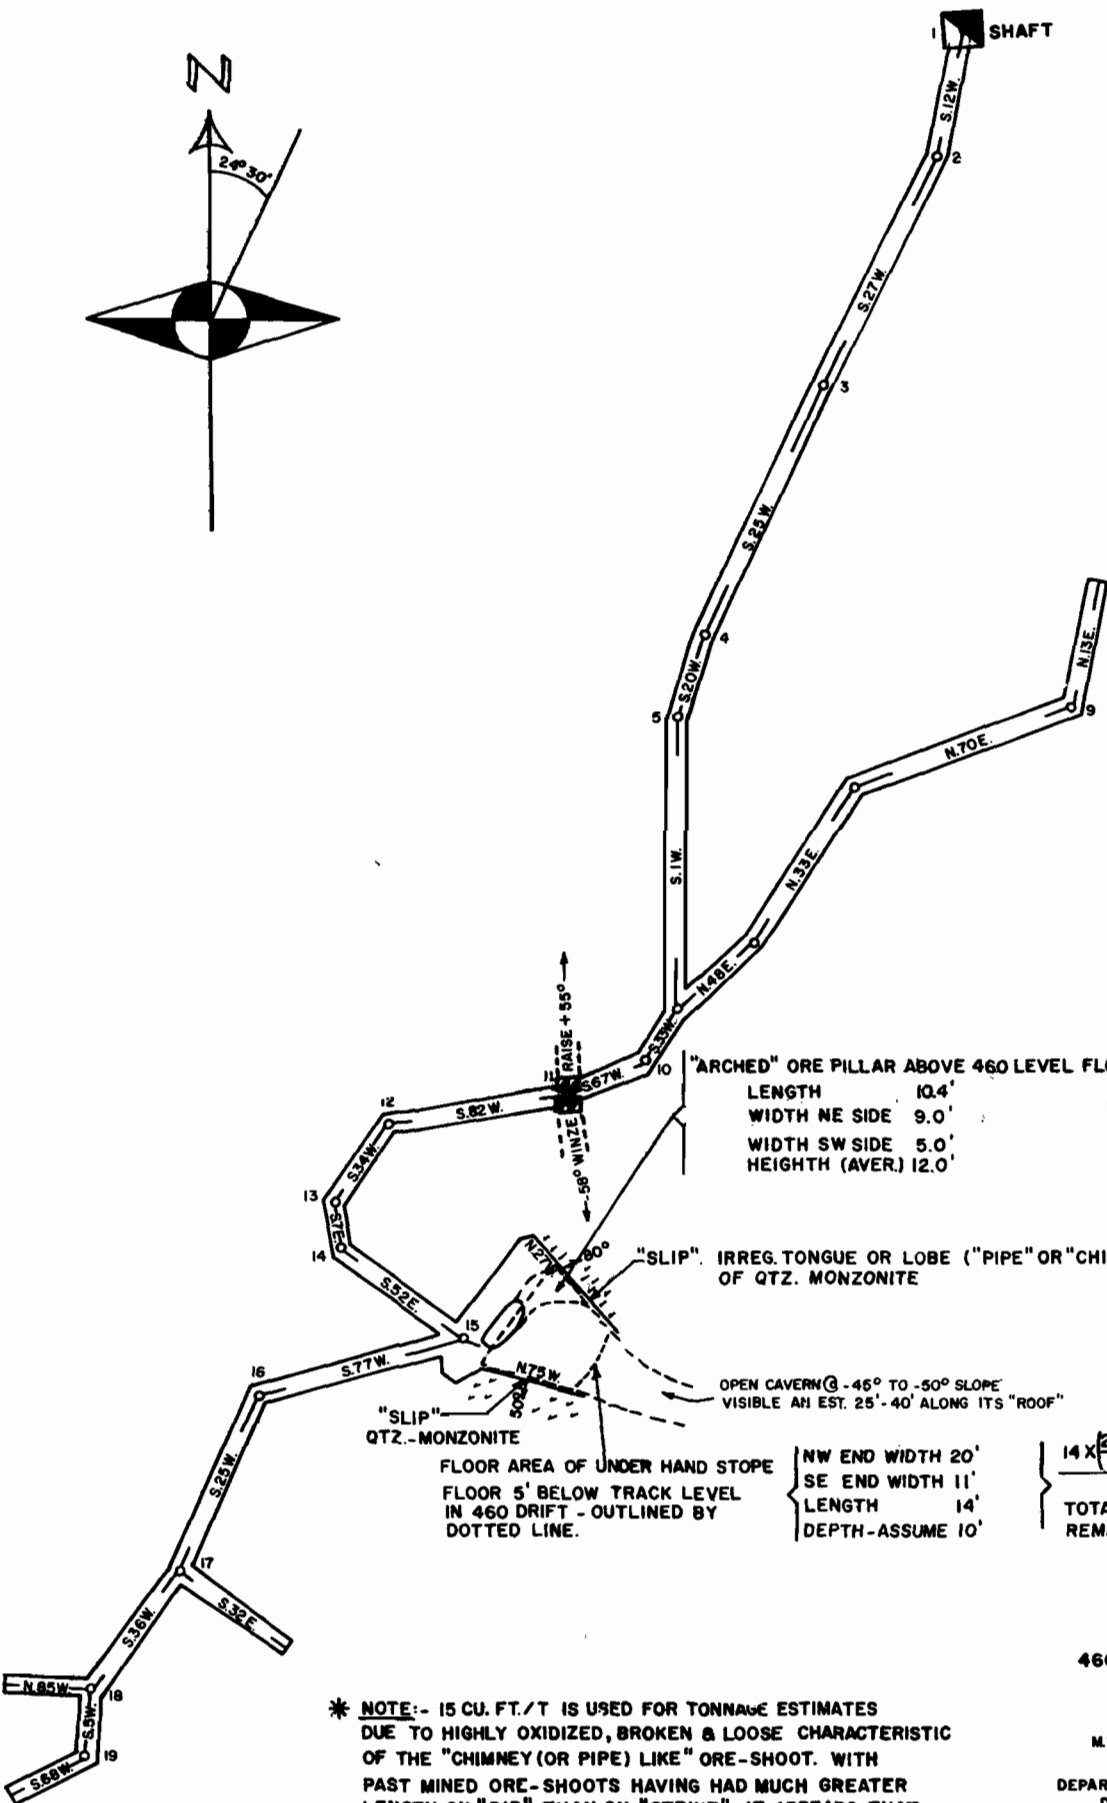 1 SHAFT
N
24° 30'
S.12W.
2
S.27W.
3
S.25W.
4
S.20W.
5
N.13E.
9
N.70E.
S.1W.
N.33E.
N.48E.
S.33W.
10
RAISE + 55°
11
S.67W.
"ARCHED" ORE PILLAR ABOVE 460 LEVEL FLO
LENGTH 10.4'
WIDTH NE SIDE 9.0'
WIDTH SW SIDE 5.0'
HEIGHTH (AVER.) 12.0'
12
S.82W.
-58° WINZE
S.34W.
13
S.7E.
14
S.52E.
N.27W.
80°
"SLIP". IRREG. TONGUE OR LOBE ("PIPE" OR "CHI
OF QTZ. MONZONITE
15
16
S.77W.
N.75W.
50°
OPEN CAVERN @ -45° TO -50° SLOPE
VISIBLE AN EST. 25'-40' ALONG ITS "ROOF"
"SLIP"
QTZ.-MONZONITE
FLOOR AREA OF UNDER HAND STOPE
FLOOR 5' BELOW TRACK LEVEL
IN 460 DRIFT - OUTLINED BY
DOTTED LINE.
NW END WIDTH 20'
SE END WIDTH 11'
LENGTH 14'
DEPTH-ASSUME 10'
14 X
TOTA
REM.
S.25W.
17
S.32E.
S.36W.
N.85W.
18
S.5W.
19
S.68W.
460
M.
DEPAR
* NOTE:- 15 CU. FT./T IS USED FOR TONNAGE ESTIMATES
DUE TO HIGHLY OXIDIZED, BROKEN & LOOSE CHARACTERISTIC
OF THE "CHIMNEY (OR PIPE) LIKE" ORE-SHOOT. WITH
PAST MINED ORE-SHOOTS HAVING HAD MUCH GREATER